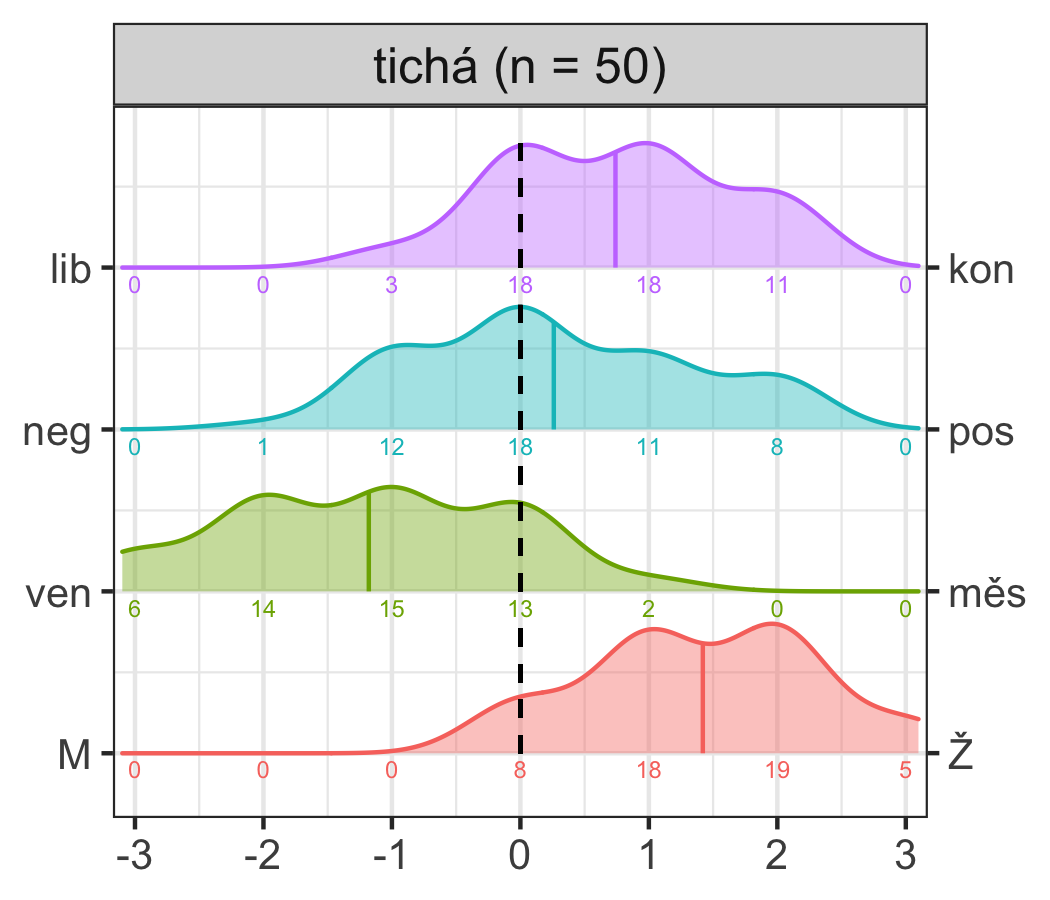 tichá (n = 50)
lib kon
0 0 3 18 18 11 0
neg pos
0 1 12 18 11 8 0
ven měs
6 14 15 13 2 0 0
M Ž
0 0 0 8 18 19 5
-3 -2 -1 0 1 2 3